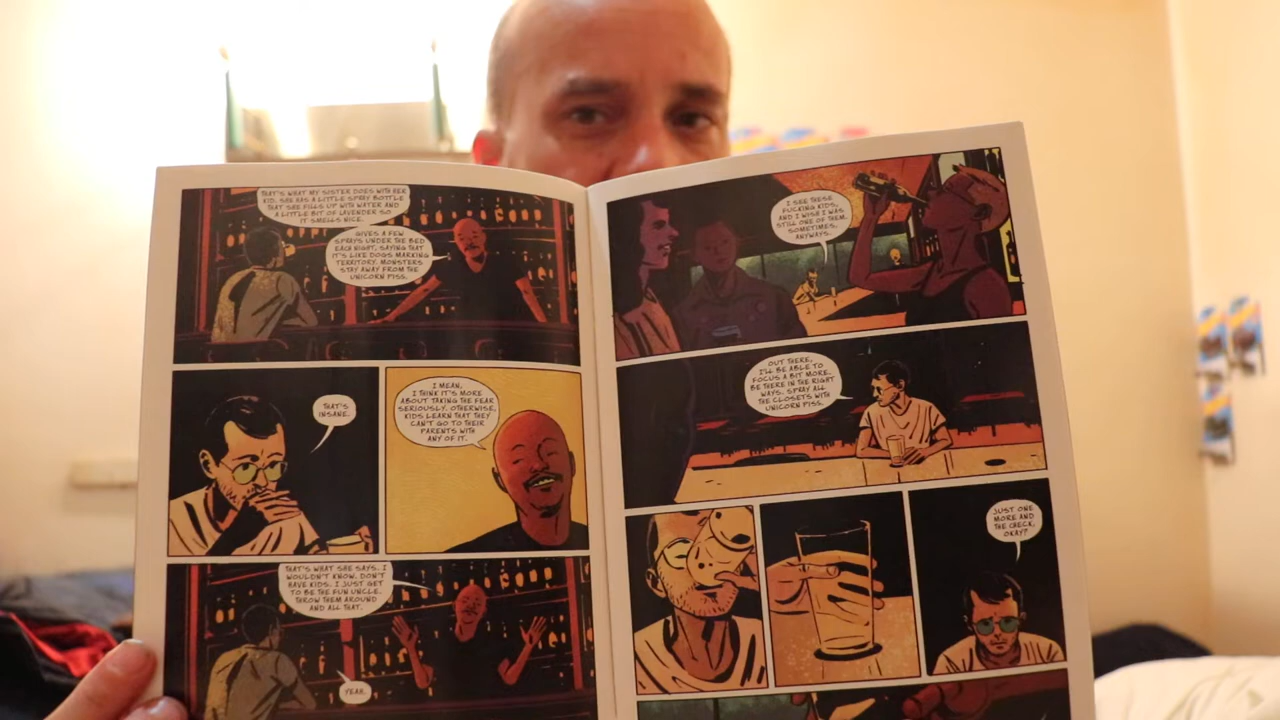 THAT'S WHAT MY SISTER DOES WITH HER
KID. SHE HAS A LITTLE SPRAY BOTTLE
THAT SHE FILLS UP WITH WATER AND
A LITTLE BIT OF LAVENDER SO
IT SMELLS NICE.
GIVES A FEW
SPRAYS UNDER THE BED
EACH NIGHT, SAYING THAT
IT'S LIKE DOGS MARKING
TERRITORY. MONSTERS
STAY AWAY FROM THE
UNICORN PISS.
THAT'S
INSANE.
I MEAN,
I THINK IT'S MORE
ABOUT TAKING THE FEAR
SERIOUSLY. OTHERWISE,
KIDS LEARN THAT THEY
CAN'T GO TO THEIR
PARENTS WITH
ANY OF IT.
THAT'S WHAT SHE SAYS. I
WOULDN'T KNOW. DON'T
HAVE KIDS. I JUST GET
TO BE THE FUN UNCLE.
THROW THEM AROUND
AND ALL THAT.
YEAH.
I SEE THESE
FUCKING KIDS,
AND I WISH I WAS
STILL ONE OF THEM,
SOMETIMES,
ANYWAYS.
OUT THERE,
I'LL BE ABLE TO
FOCUS A BIT MORE.
BE THERE IN THE RIGHT
WAYS. SPRAY ALL
THE CLOSETS WITH
UNICORN PISS.
JUST ONE
MORE AND
THE CHECK,
OKAY?